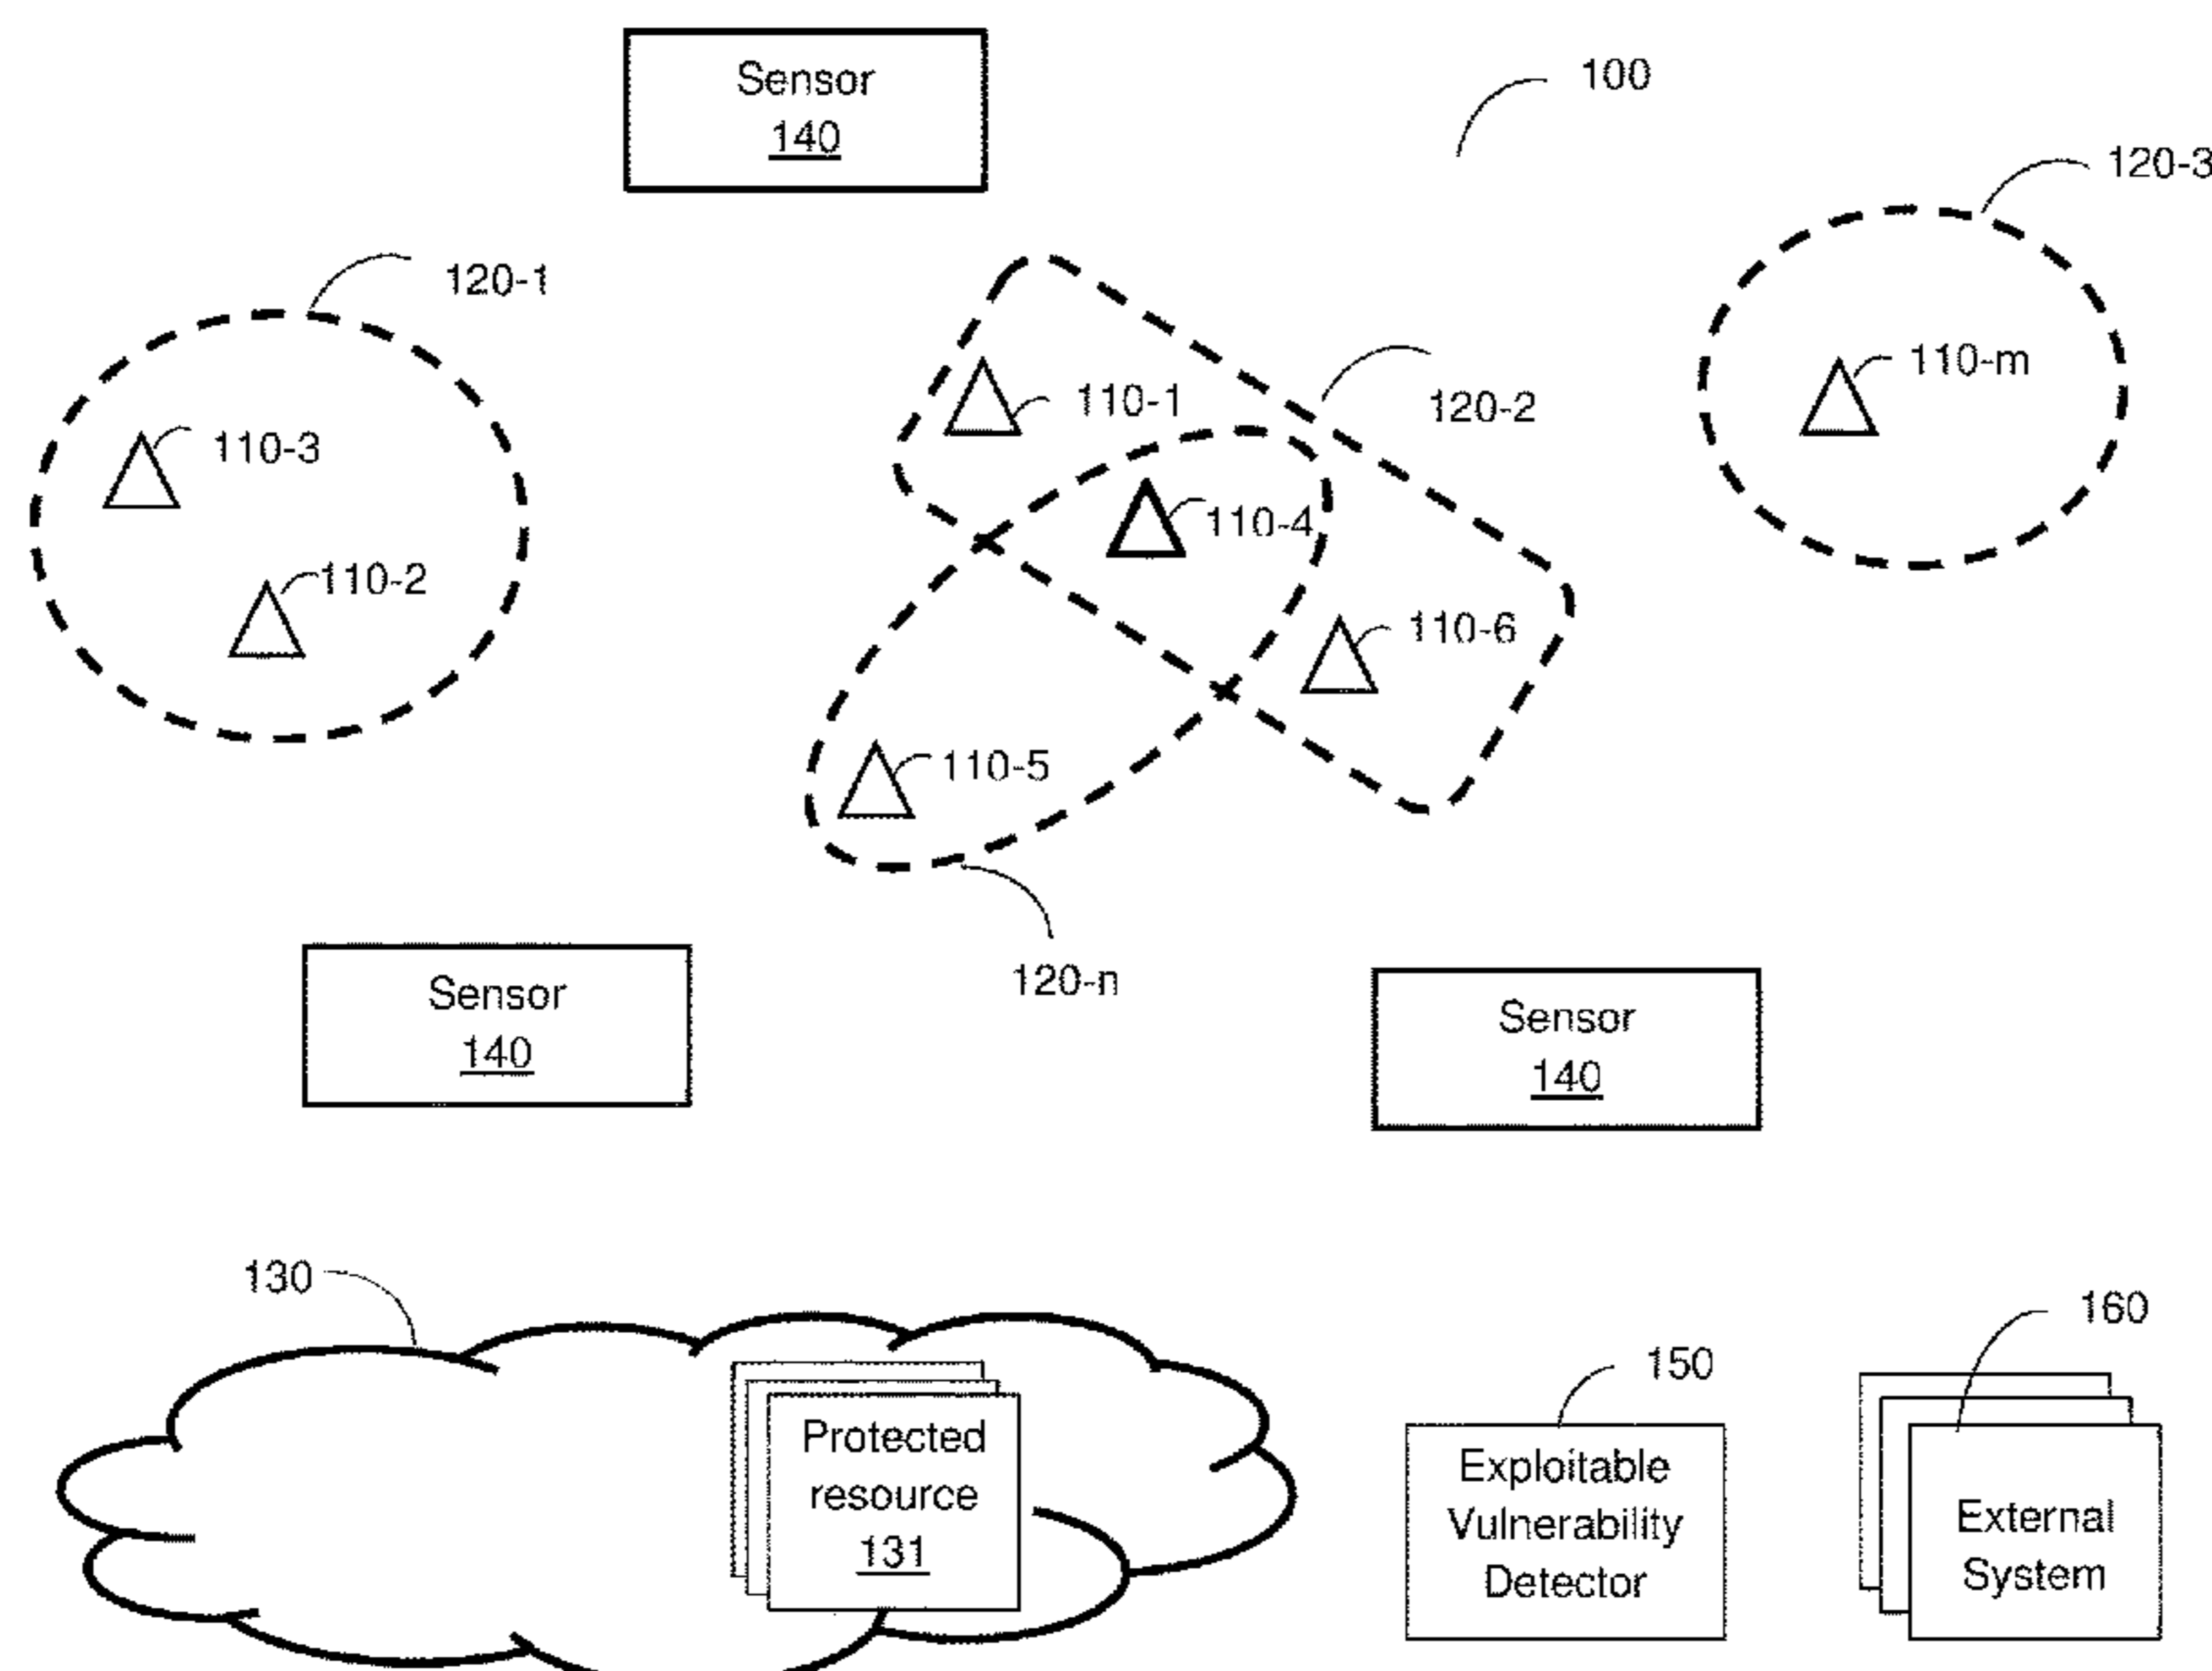 Sensor
140
100
120-3
120-1
110-1
120-2
110-m
110-3
110-4
110-2
110-6
110-5
120-n
Sensor
140
Sensor
140
130
160
150
Protected
resource
131
Exploitable
Vulnerability
Detector
External
System